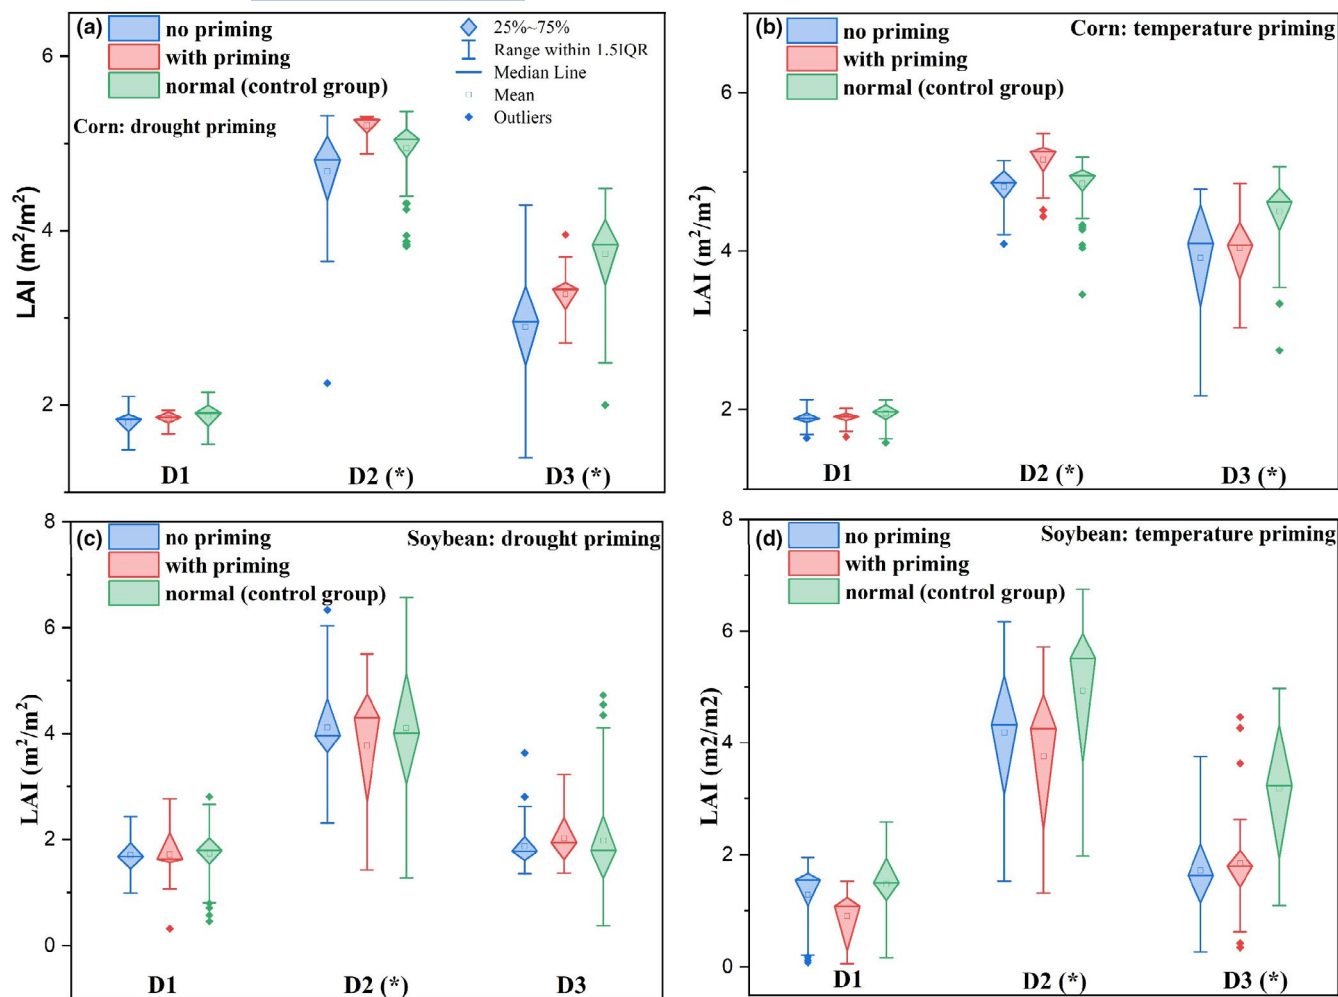 (a)
no priming
with priming
normal (control group)
25%~75%
Range within 1.5IQR
Median Line
Mean
Outliers
Corn: drought priming
6
4
2
LAI (m²/m²)
D1
D2 (*)
D3 (*)
(b)
no priming
with priming
normal (control group)
Corn: temperature priming
6
4
2
LAI (m²/m²)
D1
D2 (*)
D3 (*)
(c)
no priming
with priming
normal (control group)
Soybean: drought priming
8
6
4
2
0
LAI (m²/m²)
D1
D2 (*)
D3
(d)
no priming
with priming
normal (control group)
Soybean: temperature priming
8
6
4
2
0
LAI (m2/m2)
D1
D2 (*)
D3 (*)